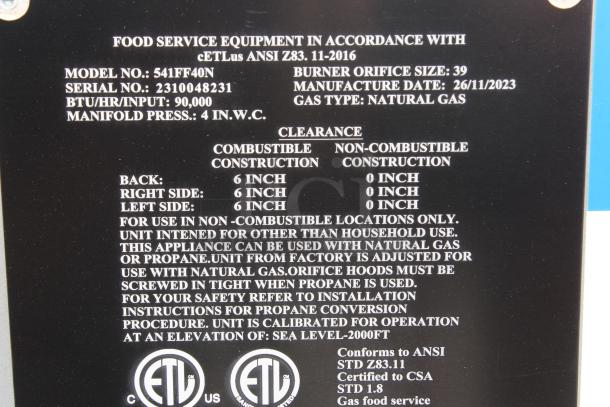 FOOD SERVICE EQUIPMENT IN ACCORDANCE WITH
cETLus ANSI Z83. 11-2016
MODEL NO.: 541FF40N BURNER ORIFICE SIZE: 39
SERIAL NO.: 2310048231 MANUFACTURE DATE: 26/11/2023
BTU/HR/INPUT: 90,000 GAS TYPE: NATURAL GAS
MANIFOLD PRESS.: 4 IN.W.C.
CLEARANCE
COMBUSTIBLE NON-COMBUSTIBLE
CONSTRUCTION CONSTRUCTION
BACK: 6 INCH 0 INCH
RIGHT SIDE: 6 INCH 0 INCH
LEFT SIDE: 6 INCH 0 INCH
FOR USE IN NON -COMBUSTIBLE LOCATIONS ONLY.
UNIT INTENED FOR OTHER THAN HOUSEHOLD USE.
THIS APPLIANCE CAN BE USED WITH NATURAL GAS
OR PROPANE.UNIT FROM FACTORY IS ADJUSTED FOR
USE WITH NATURAL GAS.ORIFICE HOODS MUST BE
SCREWED IN TIGHT WHEN PROPANE IS USED.
FOR YOUR SAFETY REFER TO INSTALLATION
INSTRUCTIONS FOR PROPANE CONVERSION
PROCEDURE. UNIT IS CALIBRATED FOR OPERATION
AT AN ELEVATION OF: SEA LEVEL-2000FT
C ETL US ETL
Conforms to ANSI
STD Z83.11
Certified to CSA
STD 1.8
Gas food service